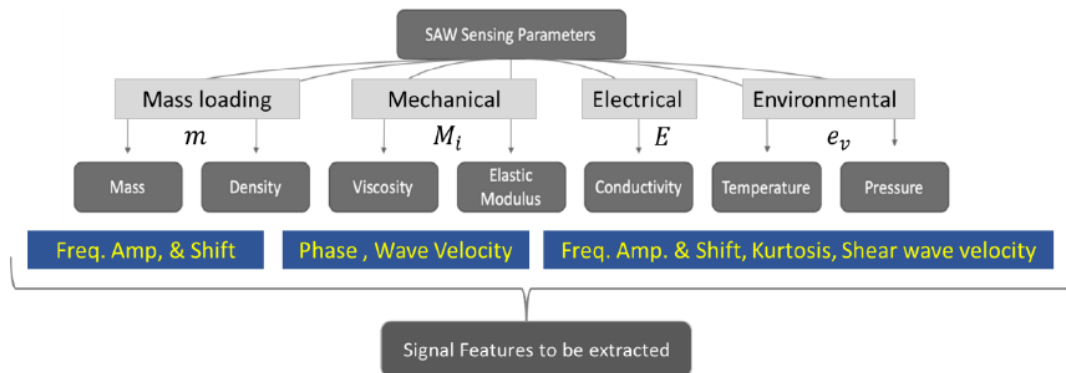 SAW Sensing Parameters
Mass loading
Mechanical
Electrical
Environmental
m
M_i
E
e_v
Mass
Density
Viscosity
Elastic
Modulus
Conductivity
Temperature
Pressure
Freq. Amp, & Shift
Phase , Wave Velocity
Freq. Amp. & Shift, Kurtosis, Shear wave velocity
Signal Features to be extracted